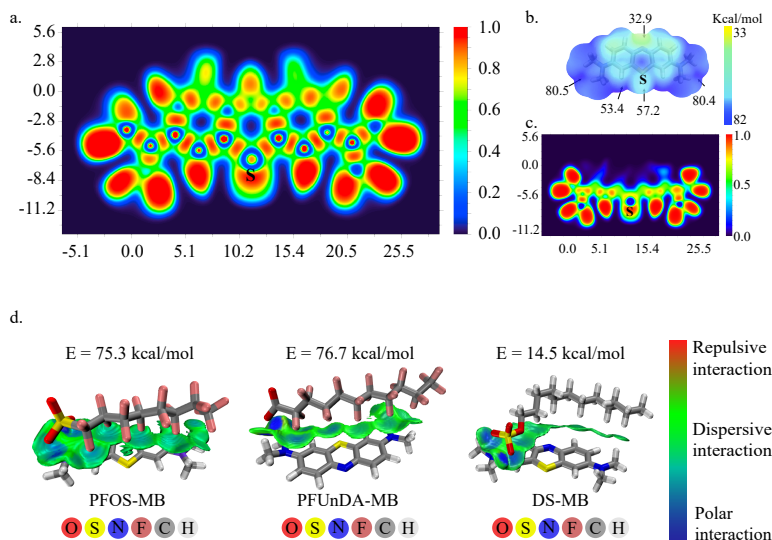 a.
5.6
2.8
0.0
-2.8
-5.6
-8.4
-11.2
S
-5.1
0.0
5.1
10.2
15.4
20.5
25.5
1.0
0.8
0.6
0.4
0.2
0.0
b.
32.9
Kcal/mol
33
S
80.5
53.4
57.2
80.4
82
c.
5.6
0.0
-5.6
-11.2
S
0.0
5.1
15.4
25.5
1.0
0.5
0.0
d.
E = 75.3 kcal/mol
E = 76.7 kcal/mol
E = 14.5 kcal/mol
PFOS-MB
PFUnDA-MB
DS-MB
O S N F C H
O S N F C H
O S N F C H
Repulsive
interaction
Dispersive
interaction
Polar
interaction